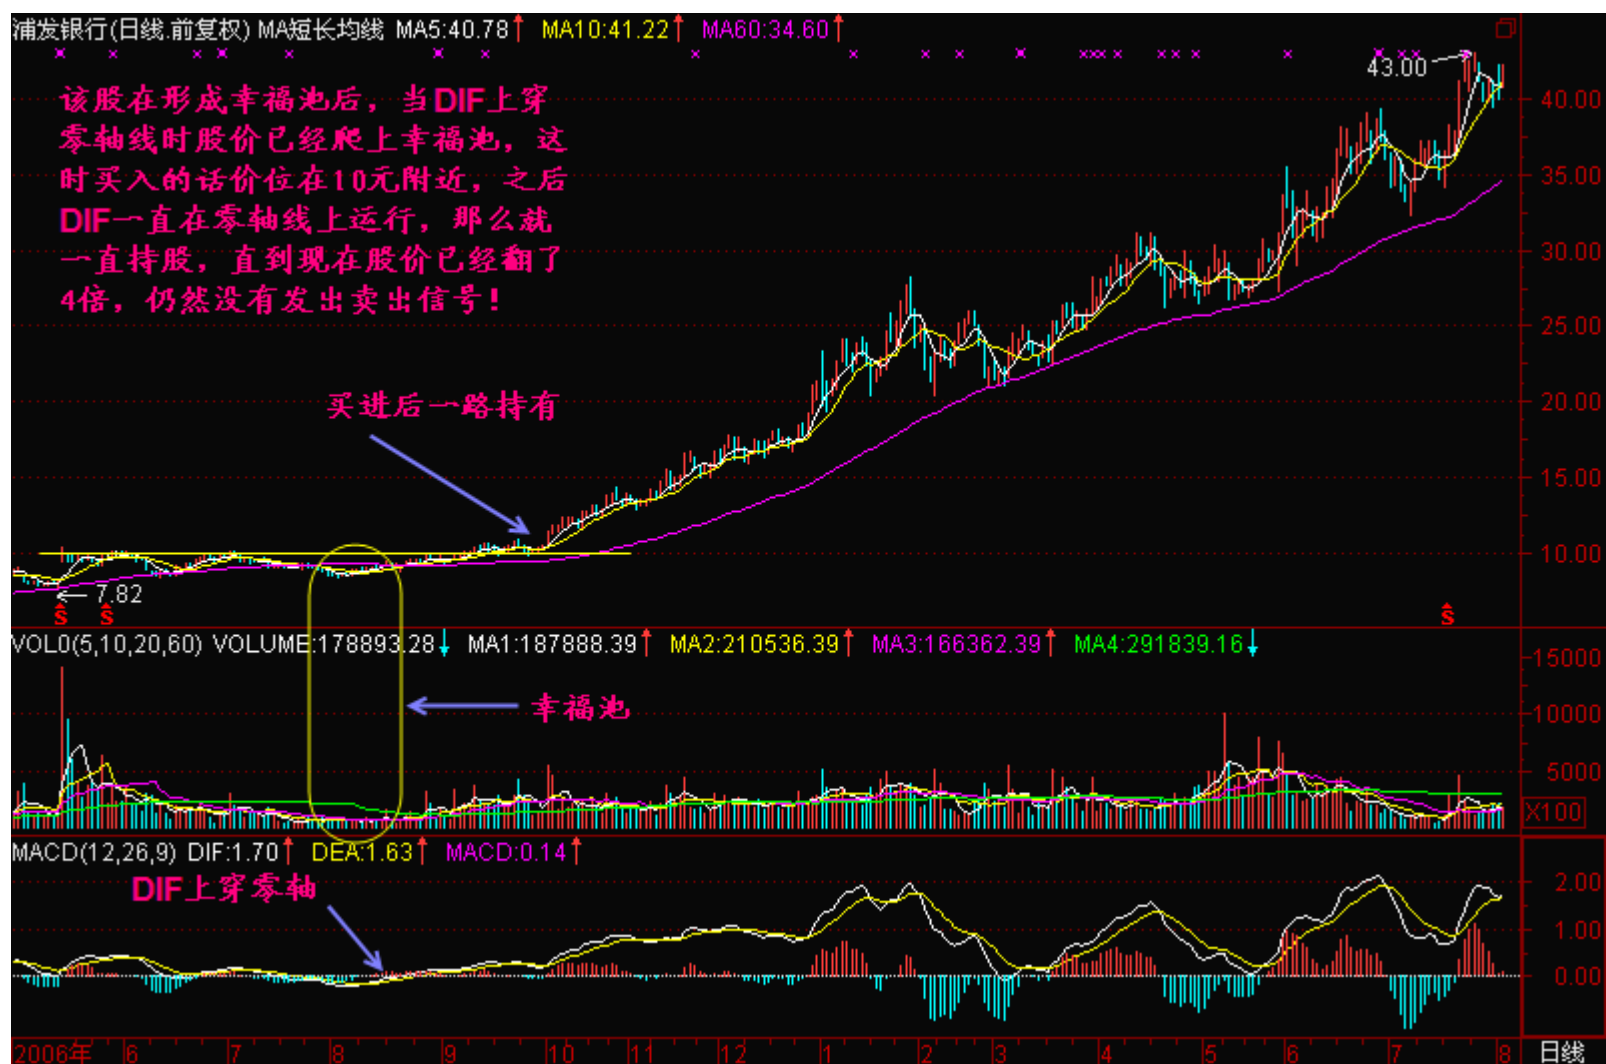 浦发银行(日线.前复权) MA短长均线 MA5:40.78↑ MA10:41.22↑ MA60:34.60↑
43.00
该股在形成幸福池后，当DIF上穿
零轴线时股价已经爬上幸福池，这
时买入的话价位在10元附近，之后
DIF一直在零轴线上运行，那么就
一直持股，直到现在股价已经翻了
4倍，仍然没有发出卖出信号！
40.00
35.00
30.00
25.00
20.00
15.00
10.00
买进后一路持有
7.82
S S S
VOL0(5,10,20,60) VOLUME:178893.28↓ MA1:187888.39↑ MA2:210536.39↑ MA3:166362.39↑ MA4:291839.16↓
15000
10000
5000
X100
幸福池
MACD(12,26,9) DIF:1.70↑ DEA:1.63↑ MACD:0.14↑
DIF上穿零轴
2.00
1.00
0.00
2006年 6 7 8 9 10 11 12 1 2 3 4 5 6 7 8 日线